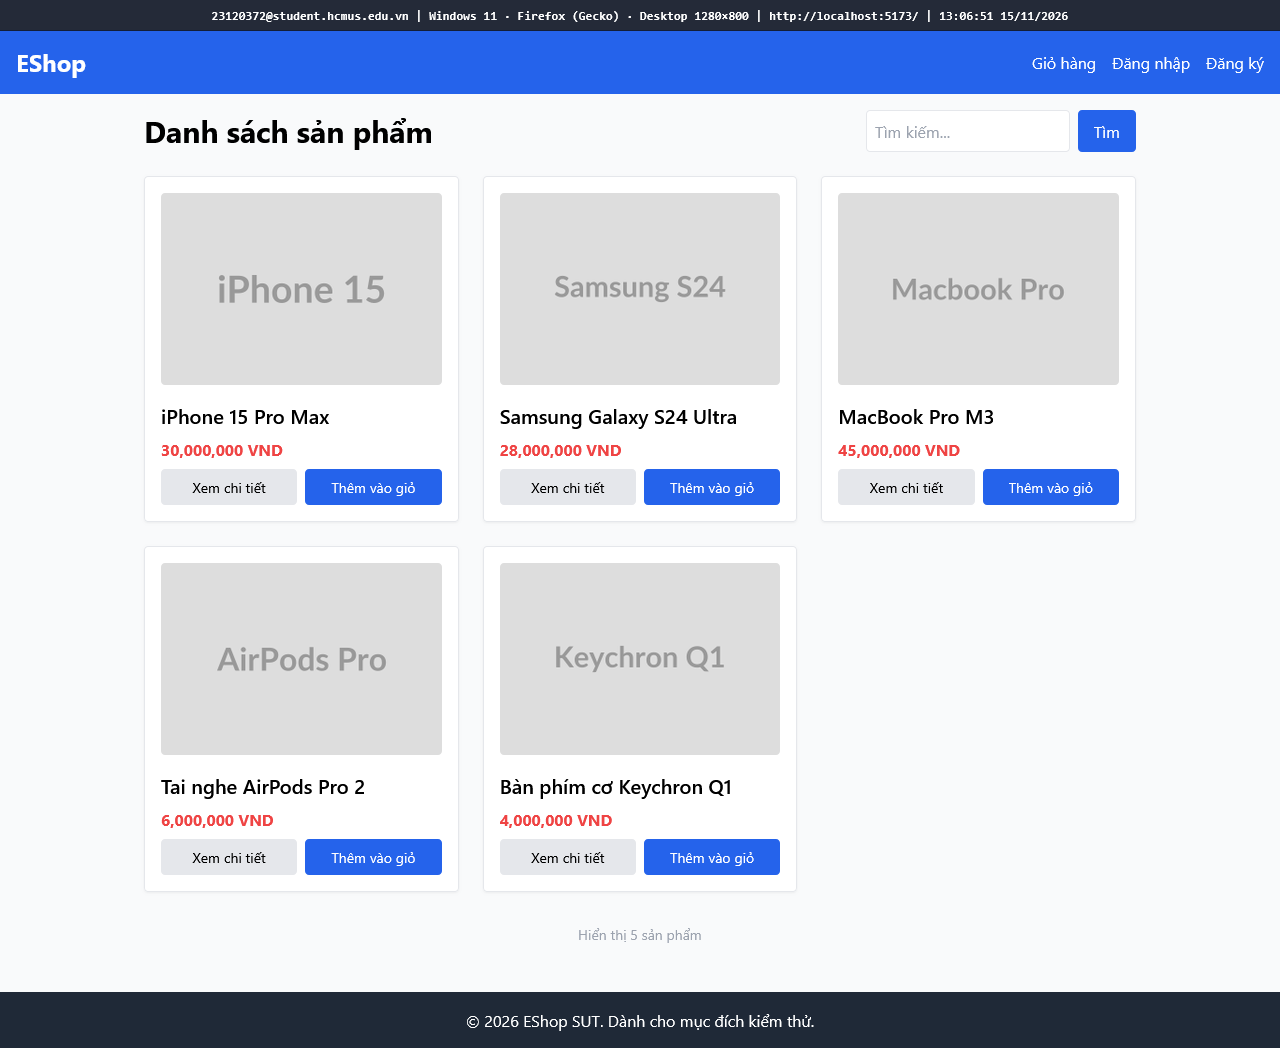 23120372@student.hcmus.edu.vn | Windows 11 · Firefox (Gecko) · Desktop 1280×800 | http://localhost:5173/ | 13:06:51 15/11/2026
EShop
Giỏ hàng Đăng nhập Đăng ký
Danh sách sản phẩm
Tìm kiếm...
Tìm
iPhone 15
Samsung S24
Macbook Pro
iPhone 15 Pro Max
Samsung Galaxy S24 Ultra
MacBook Pro M3
30,000,000 VND
28,000,000 VND
45,000,000 VND
Xem chi tiết Thêm vào giỏ
Xem chi tiết Thêm vào giỏ
Xem chi tiết Thêm vào giỏ
AirPods Pro
Keychron Q1
Tai nghe AirPods Pro 2
Bàn phím cơ Keychron Q1
6,000,000 VND
4,000,000 VND
Xem chi tiết Thêm vào giỏ
Xem chi tiết Thêm vào giỏ
Hiển thị 5 sản phẩm
© 2026 EShop SUT. Dành cho mục đích kiểm thử.